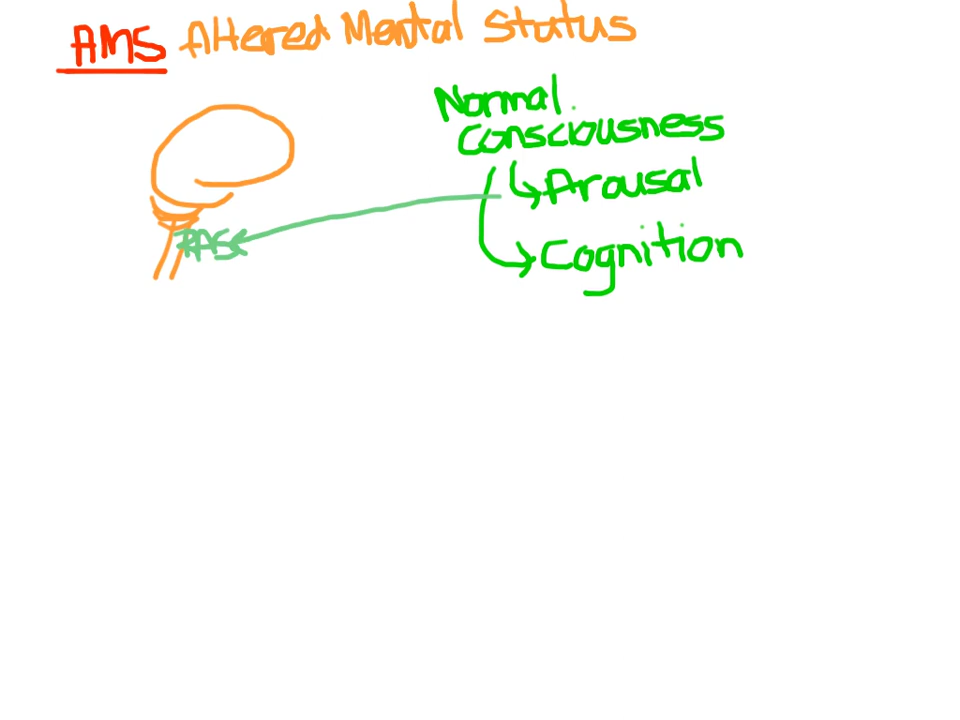 AMS Altered Mental Status
Normal
Consciousness
Arousal
RAS
Cognition